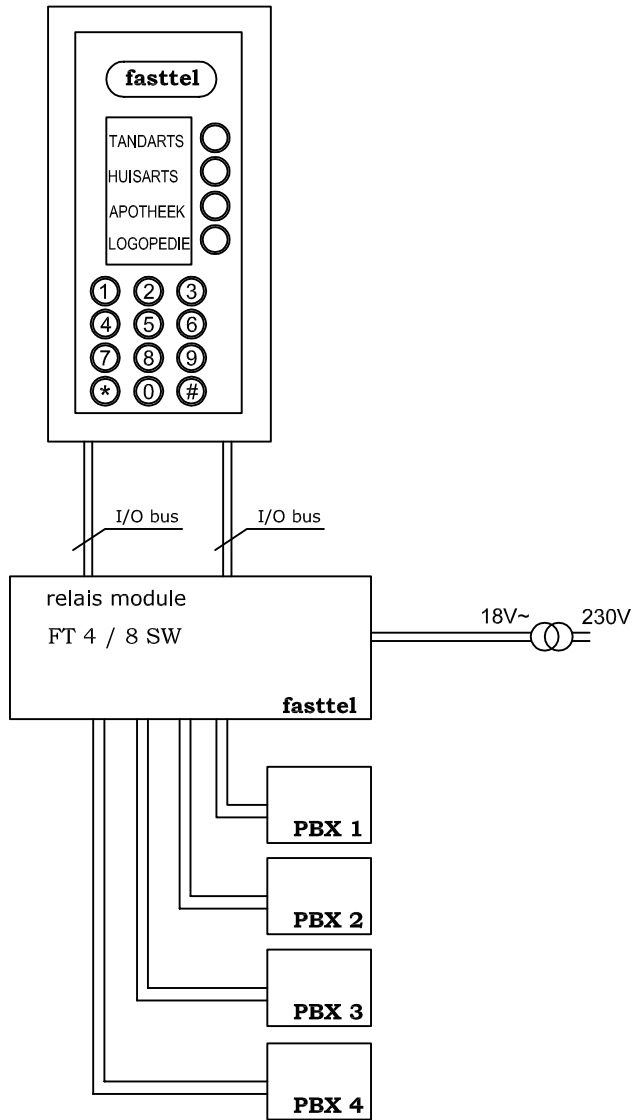 fasttel
TANDARTS
HUISARTS
APOTHEEK
LOGOPEDIE
1 2 3
4 5 6
7 8 9
* 0 #
I/O bus I/O bus
relais module
FT 4 / 8 SW
18V~ 230V
fasttel
PBX 1
PBX 2
PBX 3
PBX 4